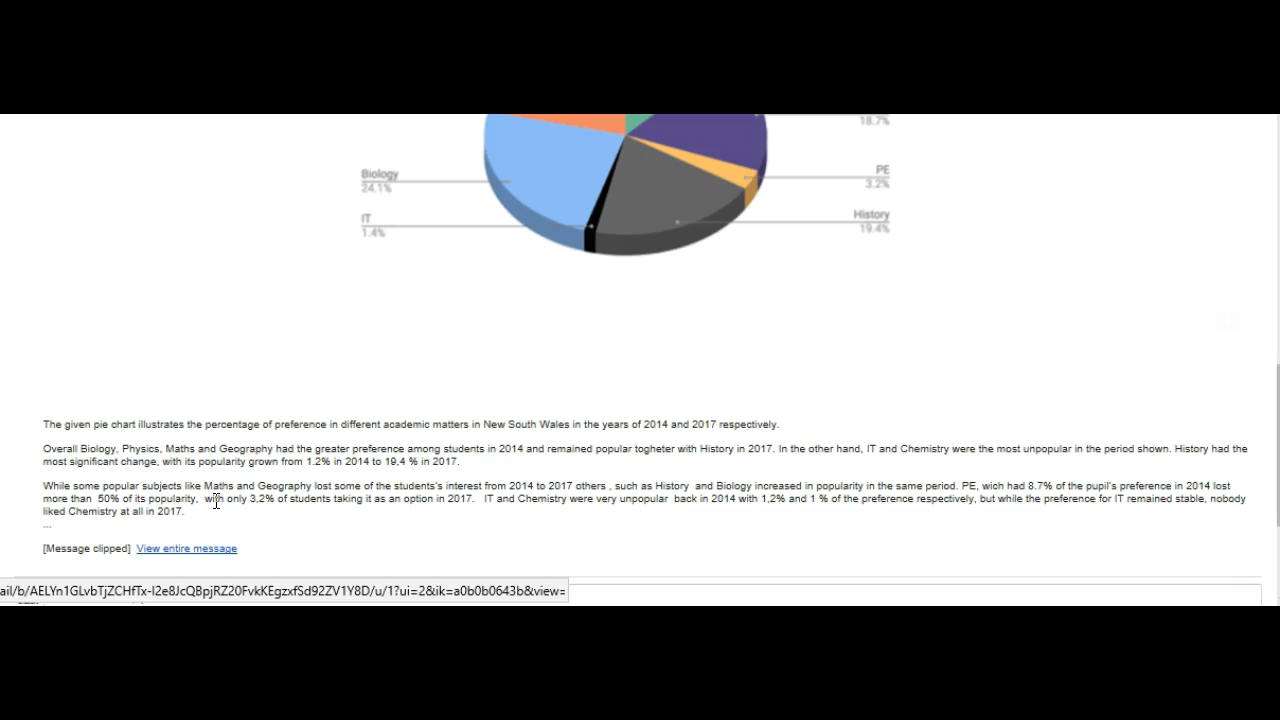 18.7%
Biology
24.1%
PE
3.2%
IT
1.4%
History
19.4%
The given pie chart illustrates the percentage of preference in different academic matters in New South Wales in the years of 2014 and 2017 respectively.
Overall Biology, Physics, Maths and Geography had the greater preference among students in 2014 and remained popular togheter with History in 2017. In the other hand, IT and Chemistry were the most unpopular in the period shown. History had the
most significant change, with its popularity grown from 1.2% in 2014 to 19,4 % in 2017.
While some popular subjects like Maths and Geography lost some of the students's interest from 2014 to 2017 others , such as History and Biology increased in popularity in the same period. PE, wich had 8.7% of the pupil's preference in 2014 lost
more than 50% of its popularity, with only 3,2% of students taking it as an option in 2017. IT and Chemistry were very unpopular back in 2014 with 1,2% and 1 % of the preference respectively, but while the preference for IT remained stable, nobody
liked Chemistry at all in 2017.
...
[Message clipped] View entire message
ail/b/AELYn1GLvbTjZCHfTx-l2e8JcQBpjRZ20FvkKEgzxfSd92ZV1Y8D/u/1?ui=2&ik=a0b0b0643b&view=